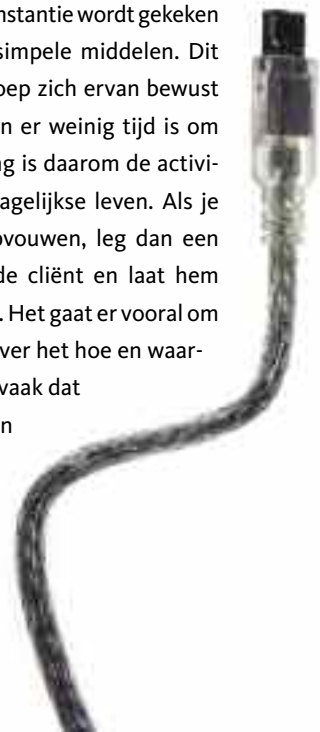 nstantie wordt gekeken
simpele middelen. Dit
oep zich ervan bewust
n er weinig tijd is om
ng is daarom de activi-
agelijkse leven. Als je
pvouwen, leg dan een
de cliënt en laat hem
. Het gaat er vooral om
ver het hoe en waar-
vaak dat
n